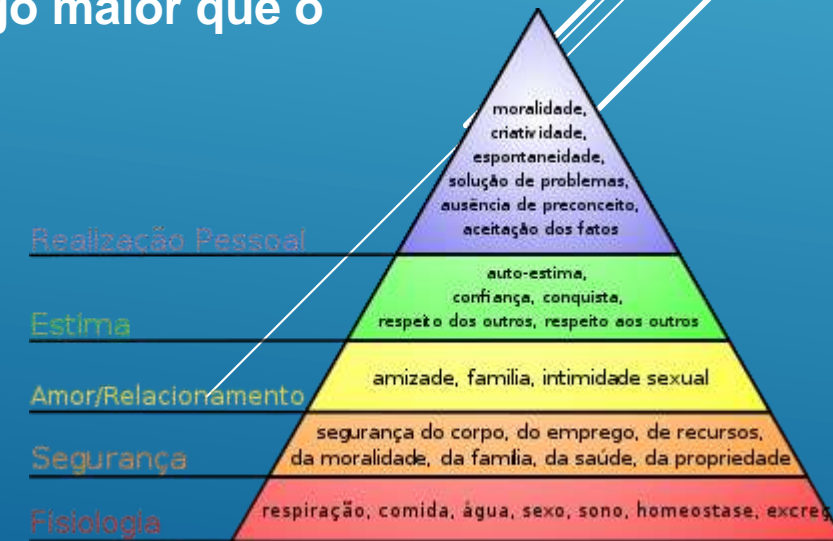 go maior que o
moralidade,
criatividade,
espontaneidade,
solução de problemas,
ausência de preconceito,
aceitação dos fatos
Realização Pessoal
auto-estima,
confiança, conquista,
respeito dos outros, respeito aos outros
Estima
amizade, família, intimidade sexual
Amor/Relacionamento
segurança do corpo, do emprego, de recursos,
da moralidade, da família, da saúde, da propriedade
Segurança
respiração, comida, água, sexo, sono, homeostase, excreç
Fisiologia